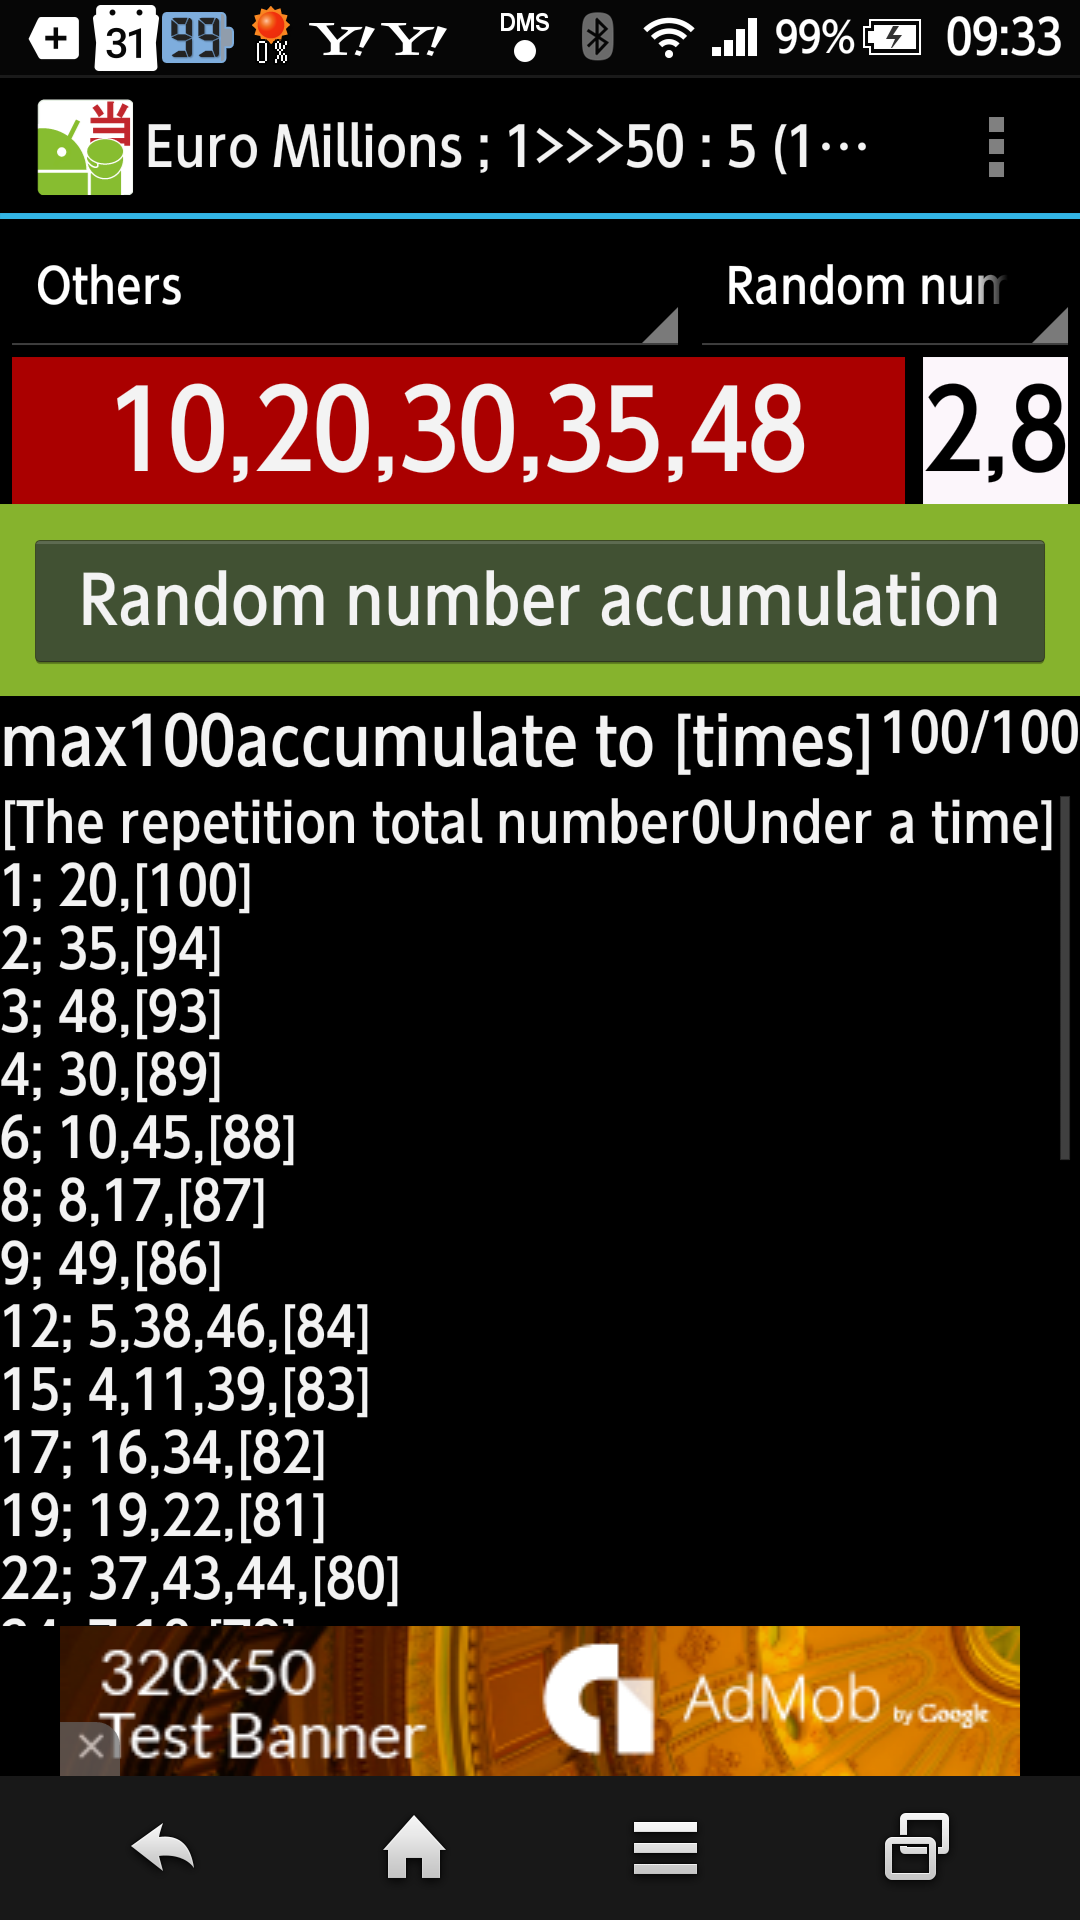 31 99 0% Y! Y! DMS 99% 09:33
当 Euro Millions ; 1>>>50 : 5 (1…
Others
Random num
10,20,30,35,48
2,8
Random number accumulation
max100accumulate to [times] 100/100
[The repetition total number0Under a time]
1; 20,[100]
2; 35,[94]
3; 48,[93]
4; 30,[89]
6; 10,45,[88]
8; 8,17,[87]
9; 49,[86]
12; 5,38,46,[84]
15; 4,11,39,[83]
17; 16,34,[82]
19; 19,22,[81]
22; 37,43,44,[80]
320x50
Test Banner
AdMob by Google